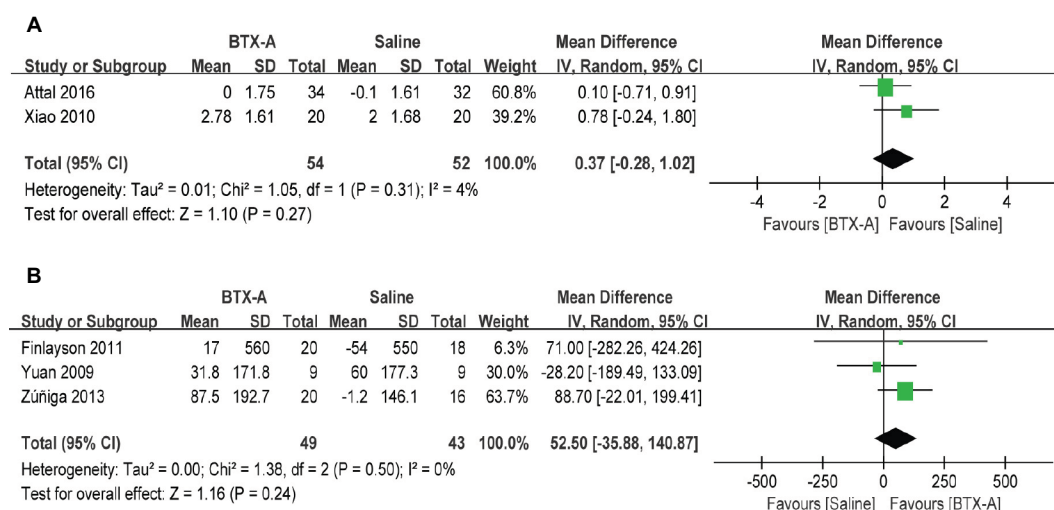 A
BTX-A Saline Mean Difference Mean Difference
Study or Subgroup Mean SD Total Mean SD Total Weight IV, Random, 95% CI IV, Random, 95% CI
Attal 2016 0 1.75 34 -0.1 1.61 32 60.8% 0.10 [-0.71, 0.91]
Xiao 2010 2.78 1.61 20 2 1.68 20 39.2% 0.78 [-0.24, 1.80]
Total (95% CI) 54 52 100.0% 0.37 [-0.28, 1.02]
Heterogeneity: Tau² = 0.01; Chi² = 1.05, df = 1 (P = 0.31); I² = 4%
Test for overall effect: Z = 1.10 (P = 0.27)
-4 -2 0 2 4
Favours [BTX-A] Favours [Saline]
B
BTX-A Saline Mean Difference Mean Difference
Study or Subgroup Mean SD Total Mean SD Total Weight IV, Random, 95% CI IV, Random, 95% CI
Finlayson 2011 17 560 20 -54 550 18 6.3% 71.00 [-282.26, 424.26]
Yuan 2009 31.8 171.8 9 60 177.3 9 30.0% -28.20 [-189.49, 133.09]
Zúñiga 2013 87.5 192.7 20 -1.2 146.1 16 63.7% 88.70 [-22.01, 199.41]
Total (95% CI) 49 43 100.0% 52.50 [-35.88, 140.87]
Heterogeneity: Tau² = 0.00; Chi² = 1.38, df = 2 (P = 0.50); I² = 0%
Test for overall effect: Z = 1.16 (P = 0.24)
-500 -250 0 250 500
Favours [Saline] Favours [BTX-A]